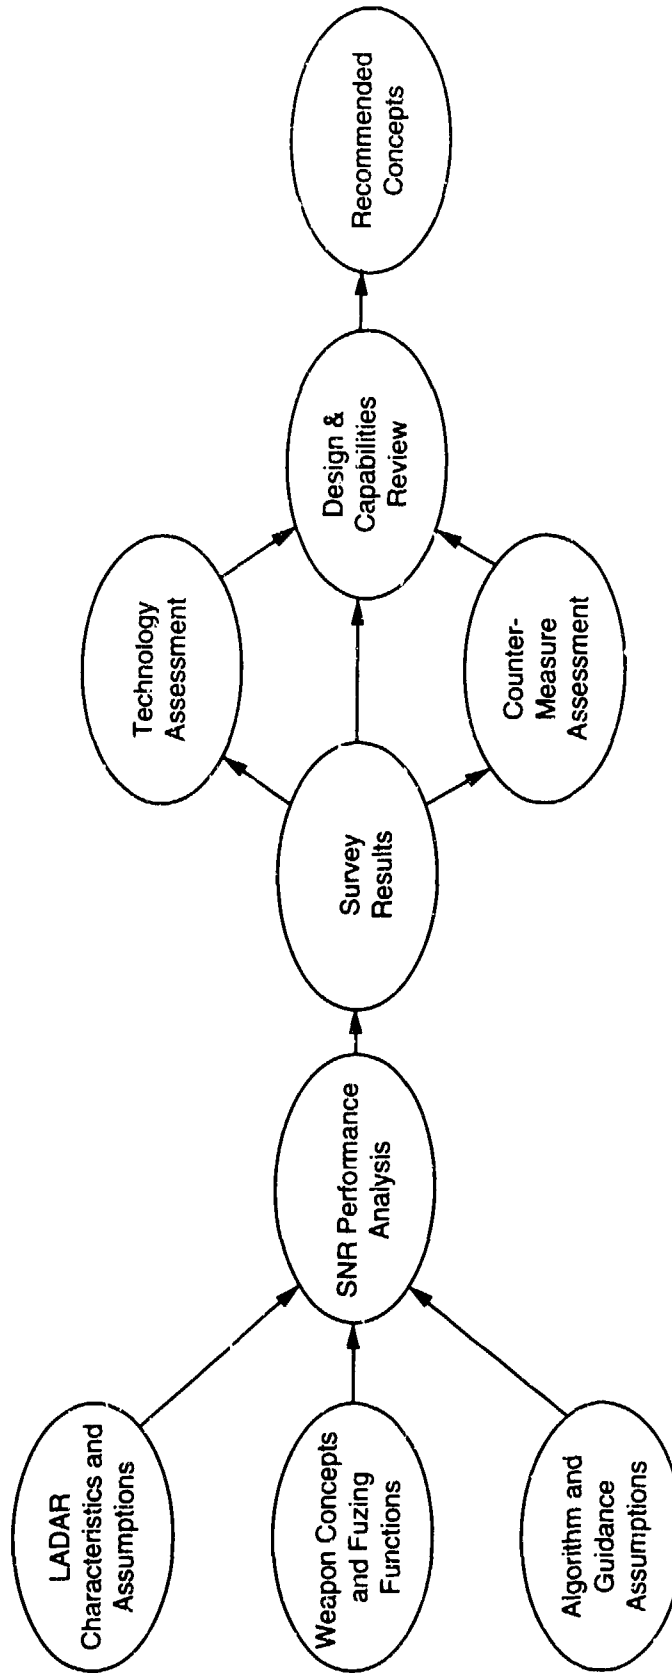 LADAR
Characteristics and
Assumptions
Weapon Concepts
and Fuzing
Functions
Algorithm and
Guidance
Assumptions
SNR Performance
Analysis
Survey
Results
Technology
Assessment
Counter-
Measure
Assessment
Design &
Capabilities
Review
Recommended
Concepts